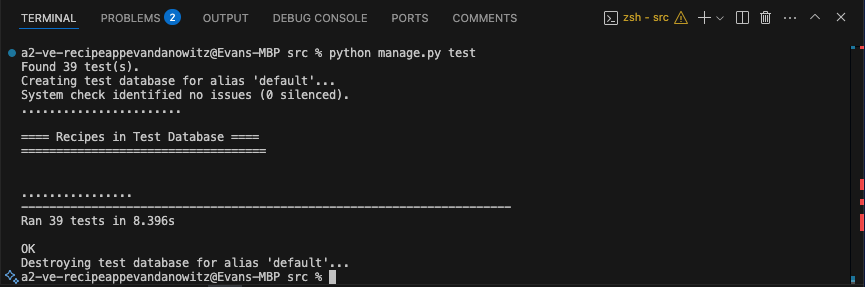 TERMINAL PROBLEMS 2 OUTPUT DEBUG CONSOLE PORTS COMMENTS zsh - src
a2-ve-recipeappevandanowitz@Evans-MBP src % python manage.py test
Found 39 test(s).
Creating test database for alias 'default'...
System check identified no issues (0 silenced).
.......................
==== Recipes in Test Database ====
===================================
................
----------------------------------------------------------------------
Ran 39 tests in 8.396s
OK
Destroying test database for alias 'default'...
a2-ve-recipeappevandanowitz@Evans-MBP src %